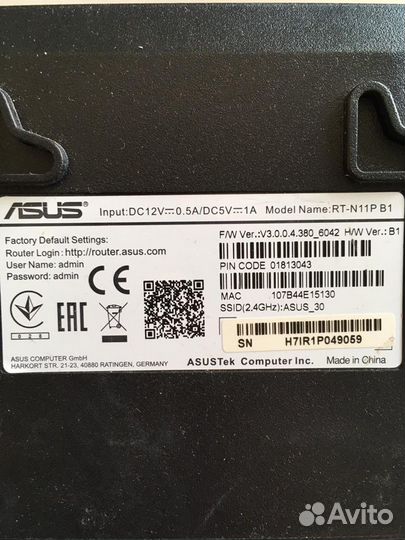 ASUS Input:DC12V⎓0.5A/DC5V⎓1A Model Name:RT-N11P B1
Factory Default Settings:
Router Login: http://router.asus.com
User Name: admin
Password: admin
F/W Ver.:V3.0.0.4.380_6042 H/W Ver.: B1
PIN CODE 01813043
MAC 107B44E15130
SSID(2.4GHz):ASUS_30
028
EAC
SN H7IR1P049059
ASUS COMPUTER GmbH
HARKORT STR. 21-23, 40880 RATINGEN, GERMANY
ASUSTek Computer Inc. Made in China
Avito